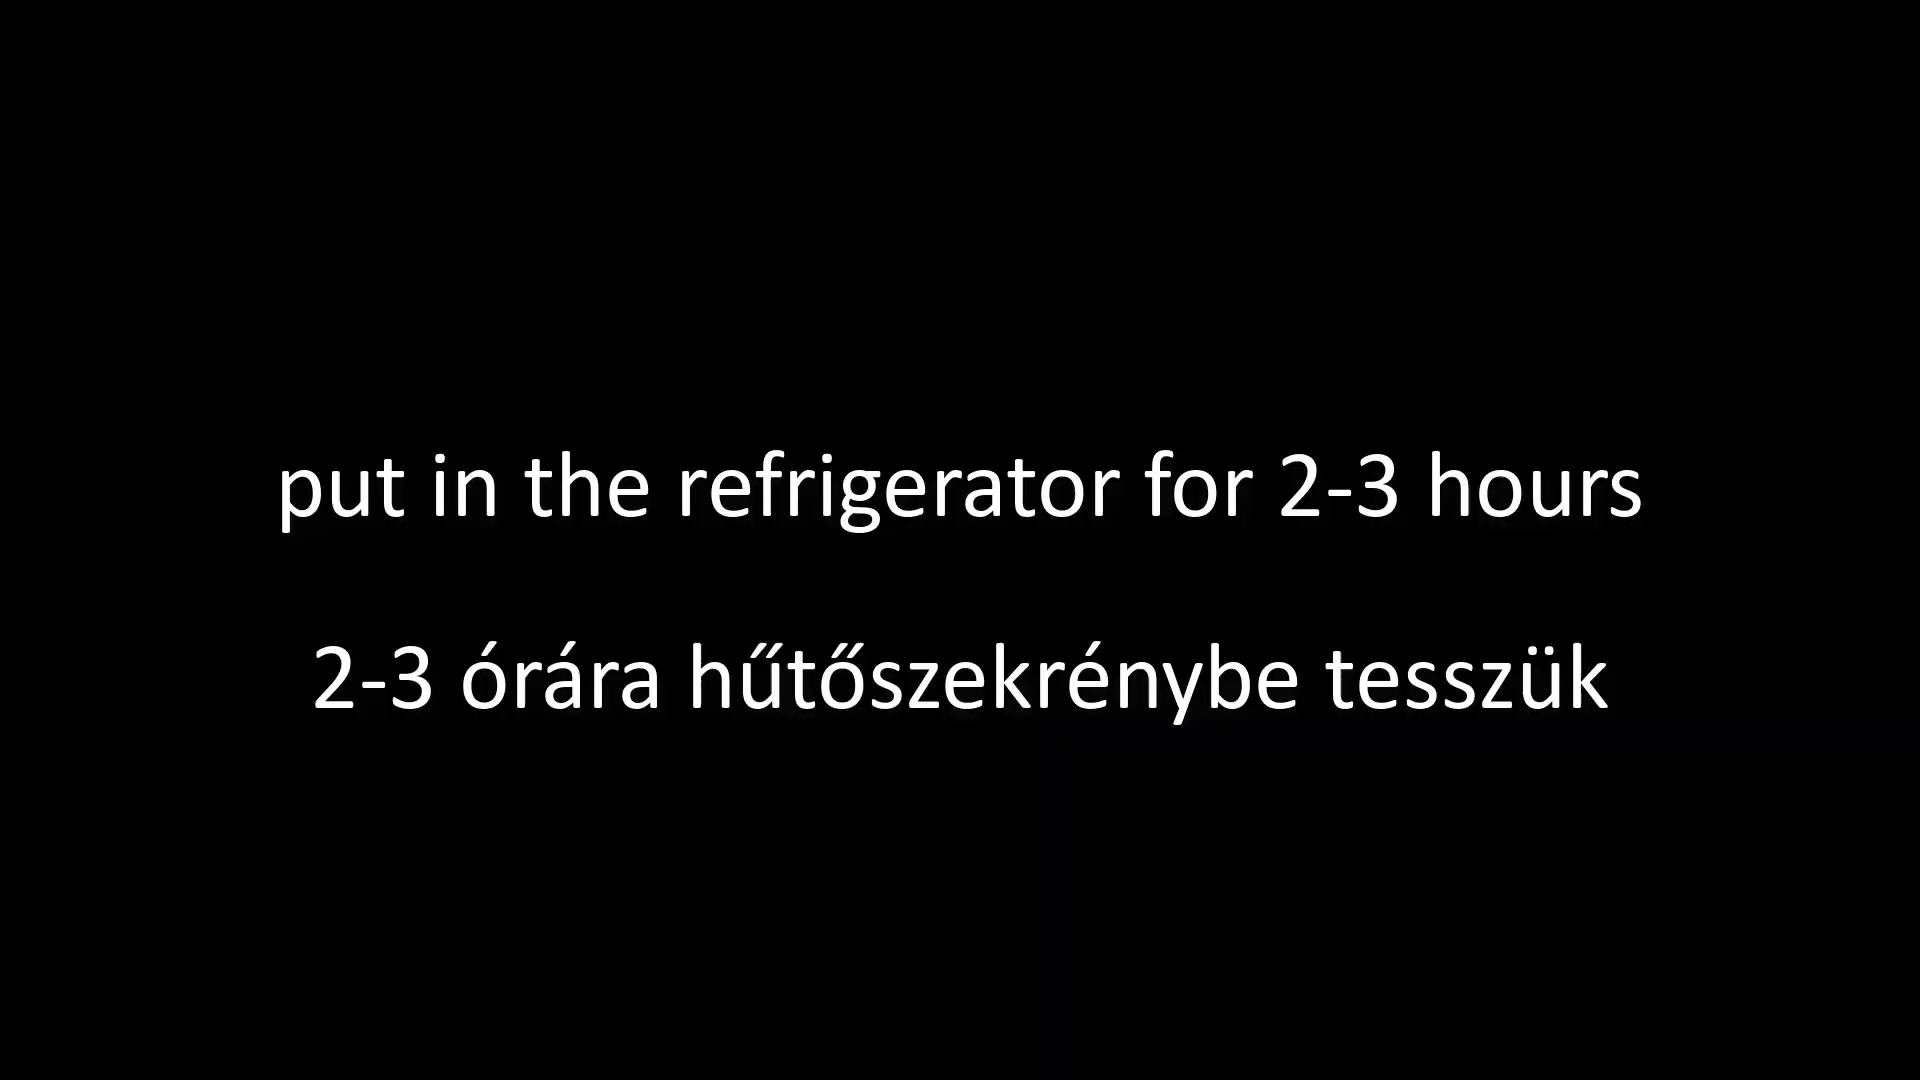 put in the refrigerator for 2-3 hours
2-3 órára hűtőszekrénybe tesszük